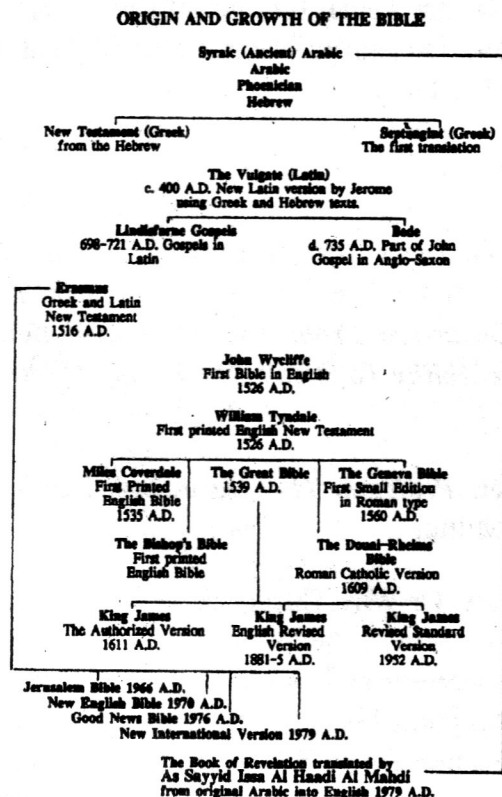 ORIGIN AND GROWTH OF THE BIBLE
Syraic (Ancient) Arabic
Arabic
Phoenician
Hebrew
New Testament (Greek)
from the Hebrew
Septangint (Greek)
The first translation
The Vulgate (Latin)
c. 400 A.D. New Latin version by Jerome
using Greek and Hebrew texts.
Lindisfarne Gospels
698-721 A.D. Gospels in
Latin
Bede
d. 735 A.D. Part of John
Gospel in Anglo-Saxon
Erasmus
Greek and Latin
New Testament
1516 A.D.
John Wycliffe
First Bible in English
1526 A.D.
William Tyndale
First printed English New Testament
1526 A.D.
Miles Coverdale
First Printed
English Bible
1535 A.D.
The Great Bible
1539 A.D.
The Geneva Bible
First Small Edition
in Roman type
1560 A.D.
The Bishop's Bible
First printed
English Bible
The Douai-Rheims
Bible
Roman Catholic Version
1609 A.D.
King James
The Authorized Version
1611 A.D.
King James
English Revised
Version
1881-5 A.D.
King James
Revised Standard
Version
1952 A.D.
Jerusalem Bible 1966 A.D.
New English Bible 1970 A.D.
Good News Bible 1976 A.D.
New International Version 1979 A.D.
The Book of Revelation translated by
As Sayyid Issa Al Haadi Al Mahdi
from original Arabic into English 1979 A.D.